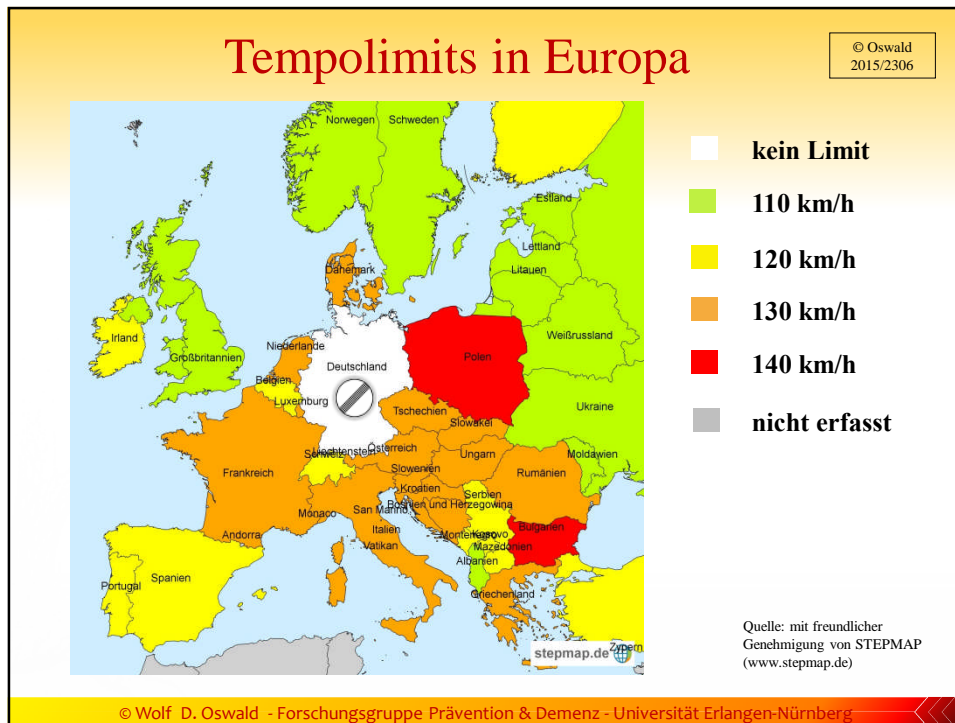 Tempolimits in Europa
© Oswald
2015/2306
Norwegen
Schweden
Estland
Lettland
Litauen
Dänemark
Weißrussland
Irland
Großbritannien
Niederlande
Deutschland
Polen
Belgien
Luxemburg
Ukraine
Tschechien
Slowakei
Liechtenstein
Österreich
Schweiz
Ungarn
Moldawien
Frankreich
Slowenien
Rumänien
Kroatien
Serbien
Bosnien und Herzegowina
San Marino
Monaco
Italien
Andorra
Vatikan
Montenegro
Kosovo
Bulgarien
Mazedonien
Albanien
Portugal
Spanien
Griechenland
Zypern
stepmap.de
kein Limit
110 km/h
120 km/h
130 km/h
140 km/h
nicht erfasst
Quelle: mit freundlicher
Genehmigung von STEPMAP
(www.stepmap.de)
© Wolf D. Oswald - Forschungsgruppe Prävention & Demenz - Universität Erlangen-Nürnberg